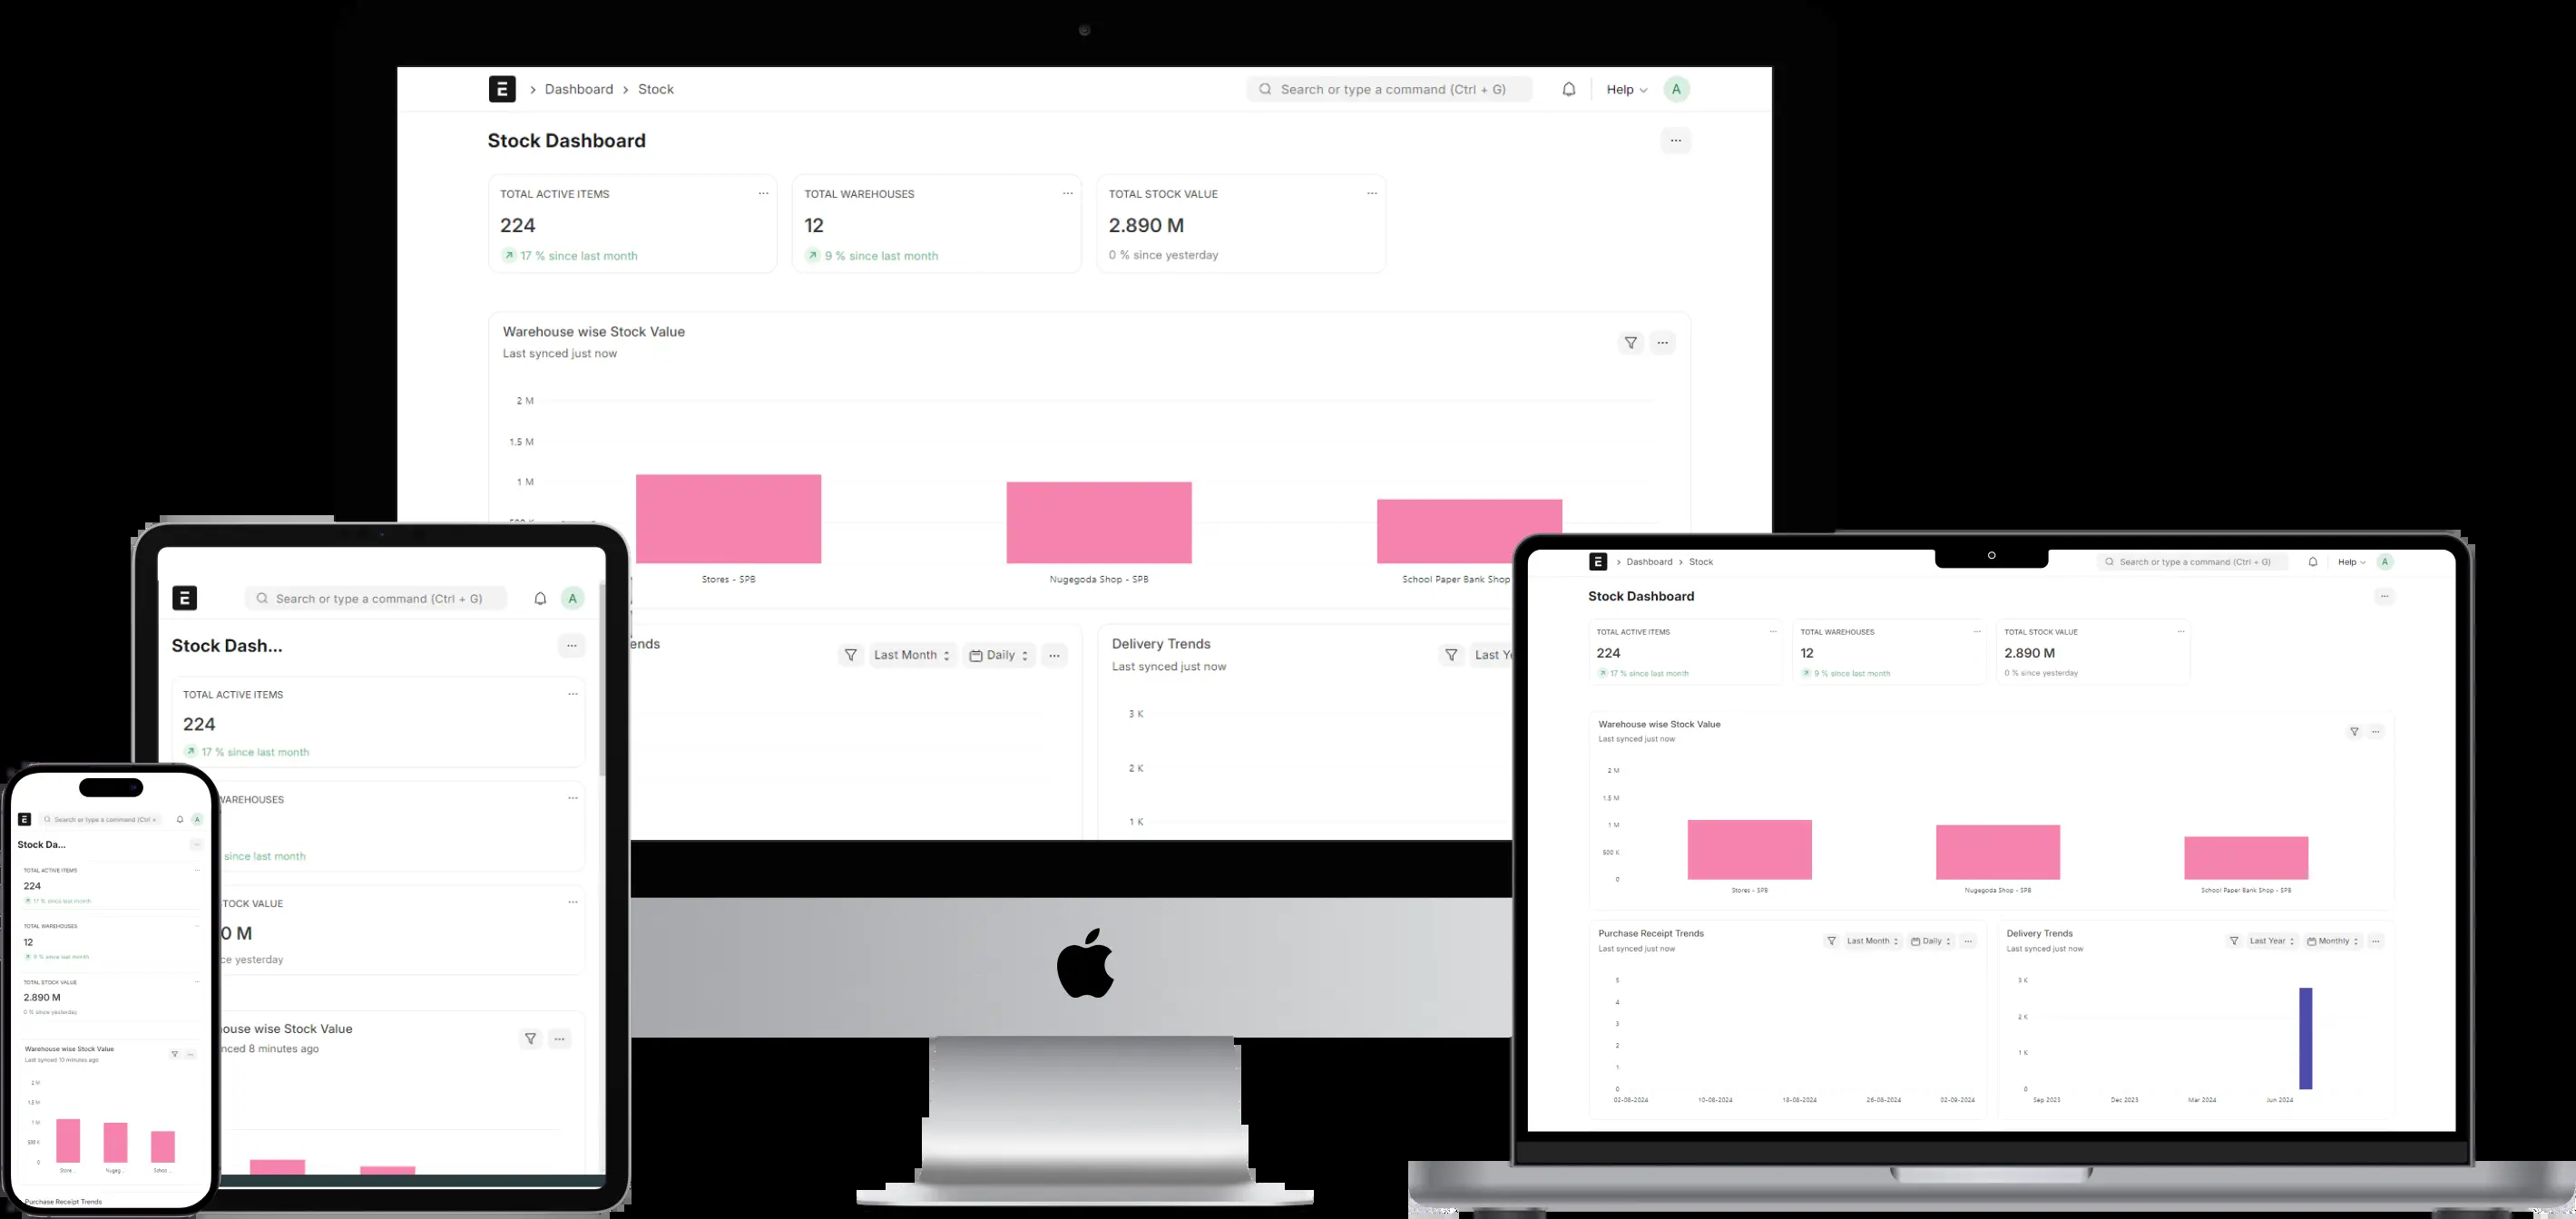 E > Dashboard > Stock
Search or type a command (Ctrl + G)
Help
A
Stock Dashboard
TOTAL ACTIVE ITEMS
224
17 % since last month
TOTAL WAREHOUSES
12
9 % since last month
TOTAL STOCK VALUE
2.890 M
0 % since yesterday
Warehouse wise Stock Value
Last synced just now
2 M
1.5 M
1 M
Stores - SPB
Nugegoda Shop - SPB
School Paper Bank Shop
ends
Last Month
Daily
Delivery Trends
Last synced just now
Last Ye
3 K
2 K
1 K
E
Search or type a command (Ctrl + G)
A
Stock Dash...
TOTAL ACTIVE ITEMS
224
17 % since last month
WAREHOUSES
since last month
TOCK VALUE
0 M
ce yesterday
ouse wise Stock Value
nced 8 minutes ago
E
Search or type a command (Ctrl +
A
Stock Da...
TOTAL ACTIVE ITEMS
224
17 % since last month
TOTAL WAREHOUSES
12
9 % since last month
TOTAL STOCK VALUE
2.890 M
0 % since yesterday
Warehouse wise Stock Value
Last synced 10 minutes ago
2 M
1.5 M
1 M
500 K
0
Store ...
Nugeg ...
Schoo ...
Purchase Receipt Trends
E > Dashboard > Stock
Search or type a command (Ctrl + G)
Help
A
Stock Dashboard
TOTAL ACTIVE ITEMS
224
17 % since last month
TOTAL WAREHOUSES
12
9 % since last month
TOTAL STOCK VALUE
2.890 M
0 % since yesterday
Warehouse wise Stock Value
Last synced just now
2 M
1.5 M
1 M
500 K
0
Stores - SPB
Nugegoda Shop - SPB
School Paper Bank Shop - SPB
Purchase Receipt Trends
Last synced just now
Last Month
Daily
5
4
3
2
1
0
02-08-2024
10-08-2024
18-08-2024
26-08-2024
02-09-2024
Delivery Trends
Last synced just now
Last Year
Monthly
3 K
2 K
1 K
0
Sep 2023
Dec 2023
Mar 2024
Jun 2024